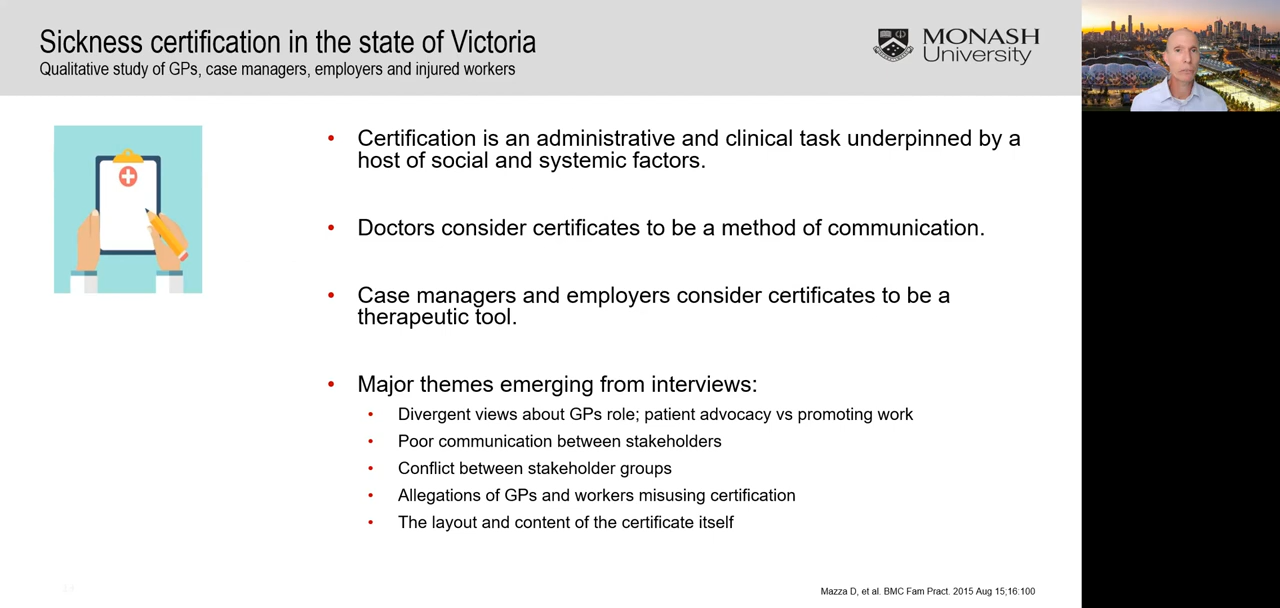 Sickness certification in the state of Victoria
Qualitative study of GPs, case managers, employers and injured workers
MONASH
University
• Certification is an administrative and clinical task underpinned by a
host of social and systemic factors.
• Doctors consider certificates to be a method of communication.
• Case managers and employers consider certificates to be a
therapeutic tool.
• Major themes emerging from interviews:
• Divergent views about GPs role; patient advocacy vs promoting work
• Poor communication between stakeholders
• Conflict between stakeholder groups
• Allegations of GPs and workers misusing certification
• The layout and content of the certificate itself
Mazza D, et al. BMC Fam Pract. 2015 Aug 15;16:100